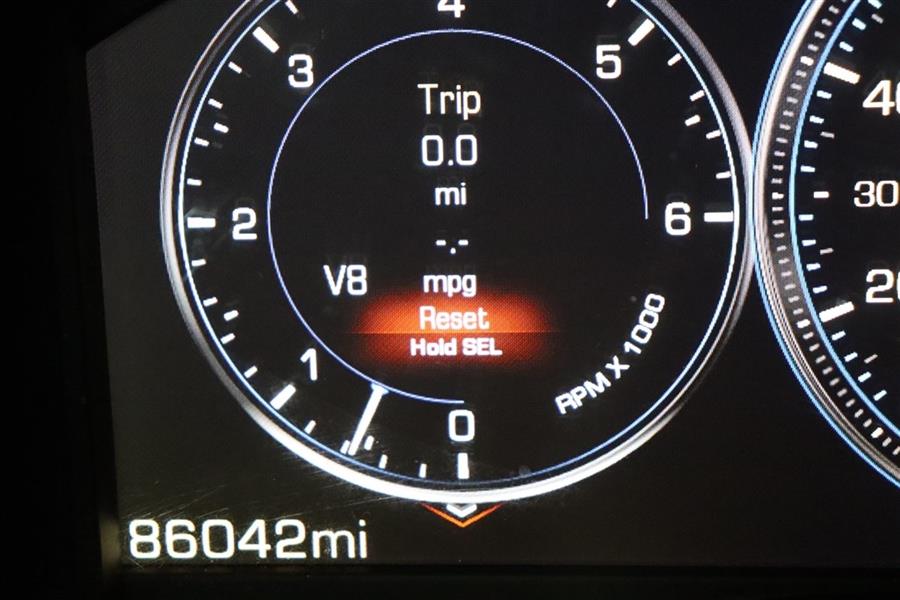 4
3
5
Trip
0.0
mi
2
6
-.-
V8
mpg
Reset
Hold SEL
1
RPM X 1000
0
30
20
86042mi